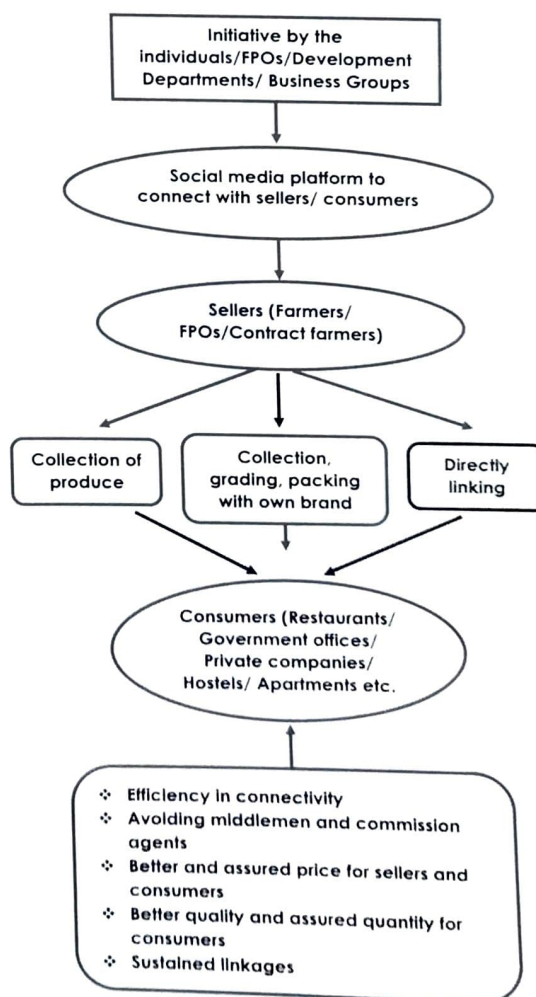 Initiative by the
individuals/FPOs/Development
Departments/ Business Groups
Social media platform to
connect with sellers/ consumers
Sellers (Farmers/
FPOs/Contract farmers)
Collection of
produce
Collection,
grading, packing
with own brand
Directly
linking
Consumers (Restaurants/
Government offices/
Private companies/
Hostels/ Apartments etc.
❖ Efficiency in connectivity
❖ Avoiding middlemen and commission
agents
❖ Better and assured price for sellers and
consumers
❖ Better quality and assured quantity for
consumers
❖ Sustained linkages